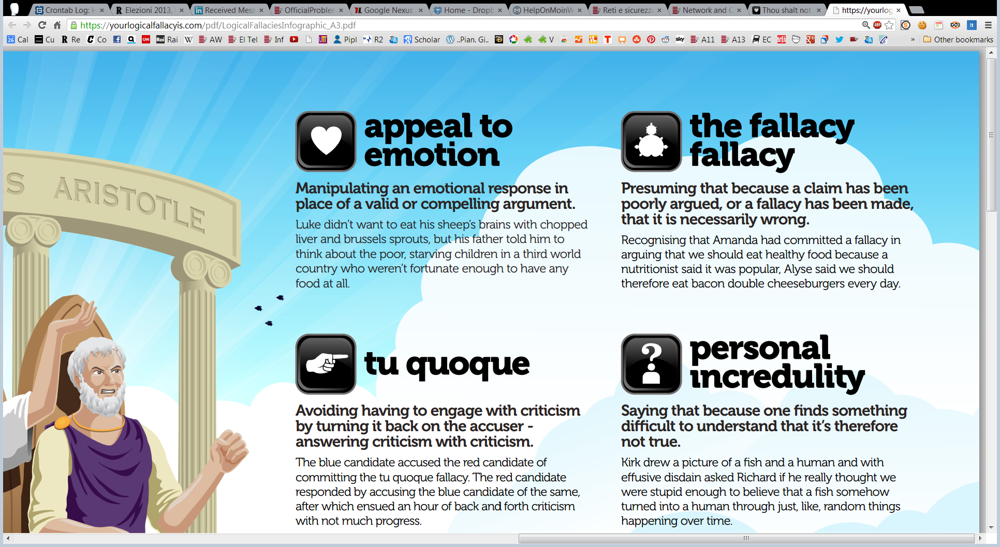 Crontab Log: H
Elezioni 2013,
Received Mess
OfficialProbler
Google Nexus
Home - Dropb
HelpOnMoinW
Reti e sicurezz
Network and C
Thou shalt not
https://yourlog
https://yourlogicalfallacyis.com/pdf/LogicalFallaciesInfographic_A3.pdf
ABP
26 Cal
Cu
R Re
Co
CNN
Rai Rai
W
AW
El Tel
Inf
Pipl
R2
Scholar
..Pian. Gi..
V
sky
A11
A13
EC
» Other bookmarks
S ARISTOTLE
appeal to
emotion
Manipulating an emotional response in
place of a valid or compelling argument.
Luke didn't want to eat his sheep's brains with chopped
liver and brussels sprouts, but his father told him to
think about the poor, starving children in a third world
country who weren't fortunate enough to have any
food at all.
the fallacy
fallacy
Presuming that because a claim has been
poorly argued, or a fallacy has been made,
that it is necessarily wrong.
Recognising that Amanda had committed a fallacy in
arguing that we should eat healthy food because a
nutritionist said it was popular, Alyse said we should
therefore eat bacon double cheeseburgers every day.
tu quoque
Avoiding having to engage with criticism
by turning it back on the accuser -
answering criticism with criticism.
The blue candidate accused the red candidate of
committing the tu quoque fallacy. The red candidate
responded by accusing the blue candidate of the same,
after which ensued an hour of back and forth criticism
with not much progress.
personal
incredulity
Saying that because one finds something
difficult to understand that it's therefore
not true.
Kirk drew a picture of a fish and a human and with
effusive disdain asked Richard if he really thought we
were stupid enough to believe that a fish somehow
turned into a human through just, like, random things
happening over time.